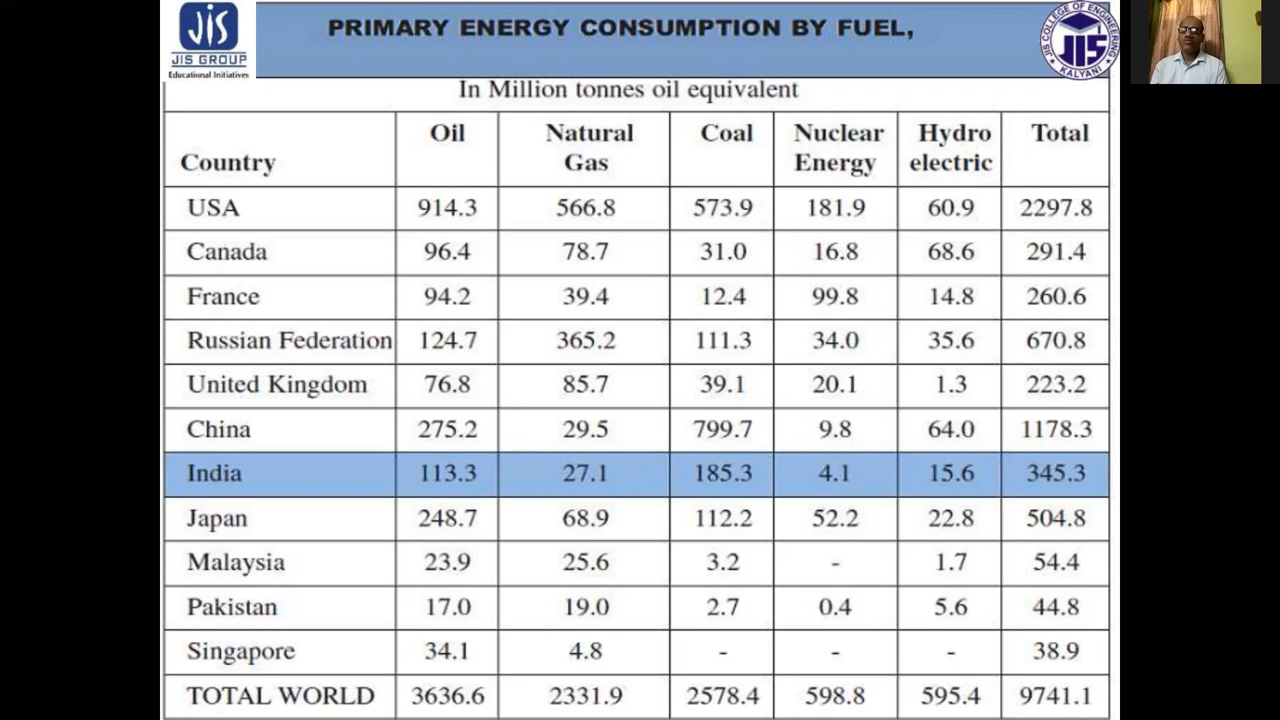 JIS
JIS GROUP
Educational Initiatives
PRIMARY ENERGY CONSUMPTION BY FUEL,
JIS COLLEGE OF ENGINEERING
JIS
KALYANI
In Million tonnes oil equivalent
Country Oil Natural Gas Coal Nuclear Energy Hydro electric Total
USA 914.3 566.8 573.9 181.9 60.9 2297.8
Canada 96.4 78.7 31.0 16.8 68.6 291.4
France 94.2 39.4 12.4 99.8 14.8 260.6
Russian Federation 124.7 365.2 111.3 34.0 35.6 670.8
United Kingdom 76.8 85.7 39.1 20.1 1.3 223.2
China 275.2 29.5 799.7 9.8 64.0 1178.3
India 113.3 27.1 185.3 4.1 15.6 345.3
Japan 248.7 68.9 112.2 52.2 22.8 504.8
Malaysia 23.9 25.6 3.2 - 1.7 54.4
Pakistan 17.0 19.0 2.7 0.4 5.6 44.8
Singapore 34.1 4.8 - - - 38.9
TOTAL WORLD 3636.6 2331.9 2578.4 598.8 595.4 9741.1